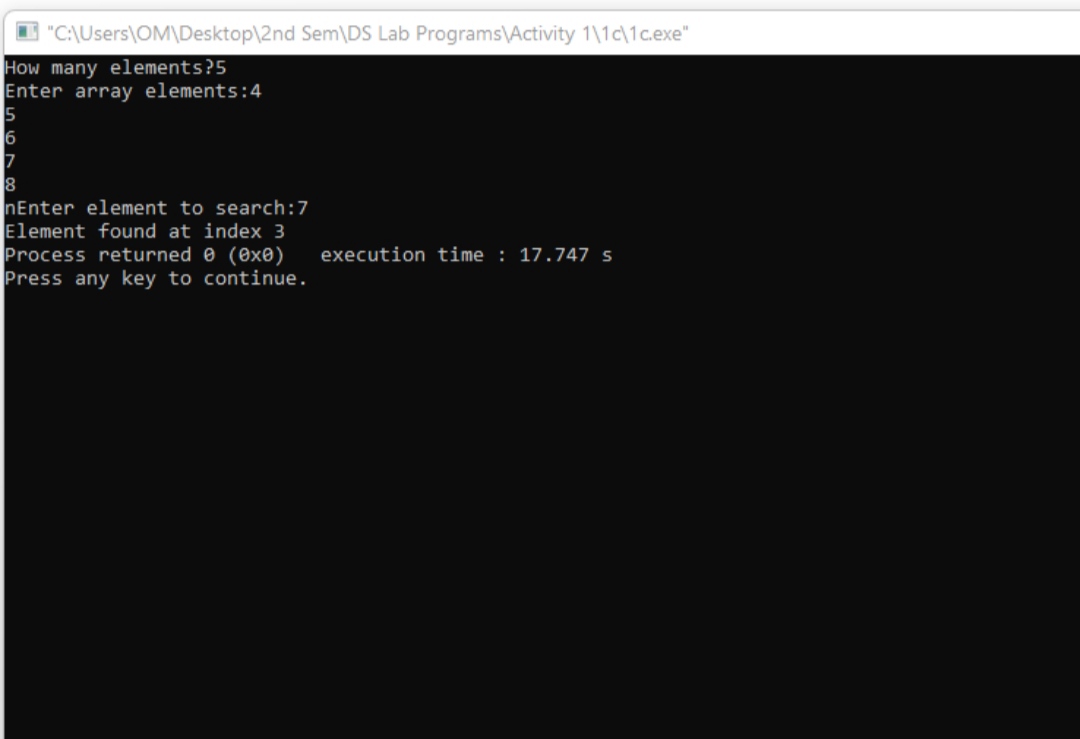 "C:\Users\OM\Desktop\2nd Sem\DS Lab Programs\Activity 1\1c\1c.exe"
How many elements?5
Enter array elements:4
5
6
7
8
nEnter element to search:7
Element found at index 3
Process returned 0 (0x0)   execution time : 17.747 s
Press any key to continue.